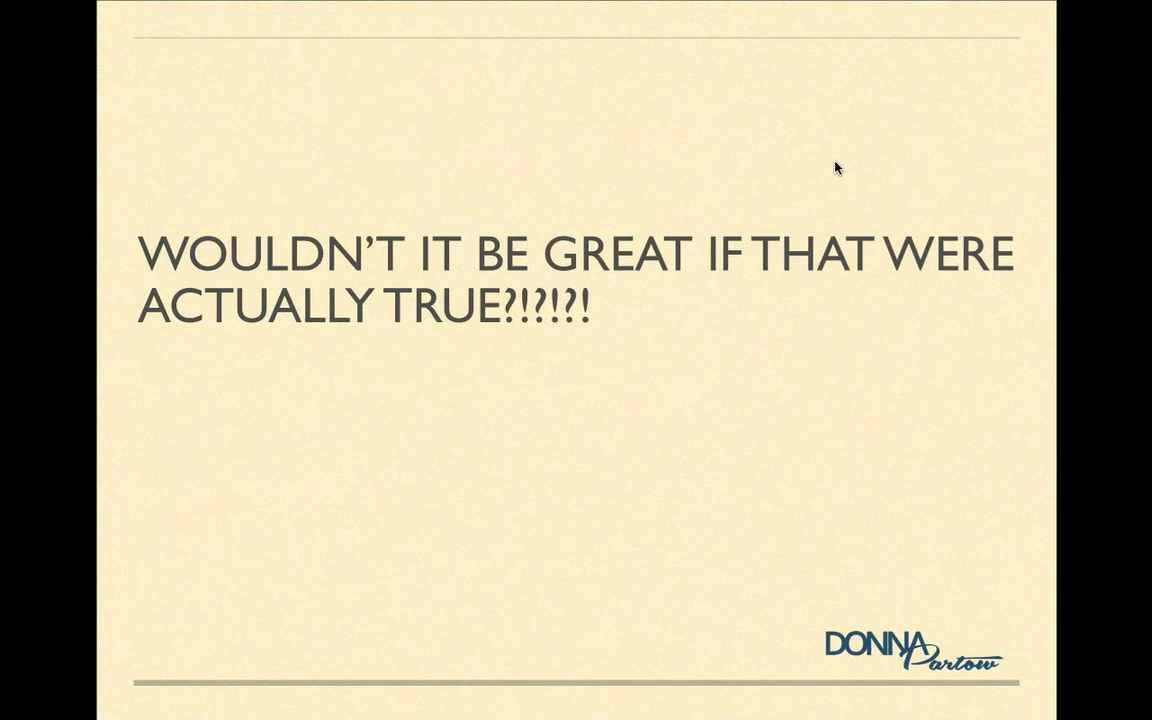 WOULDN’T IT BE GREAT IF THAT WERE
ACTUALLY TRUE?!?!?!
DONNA
Partow